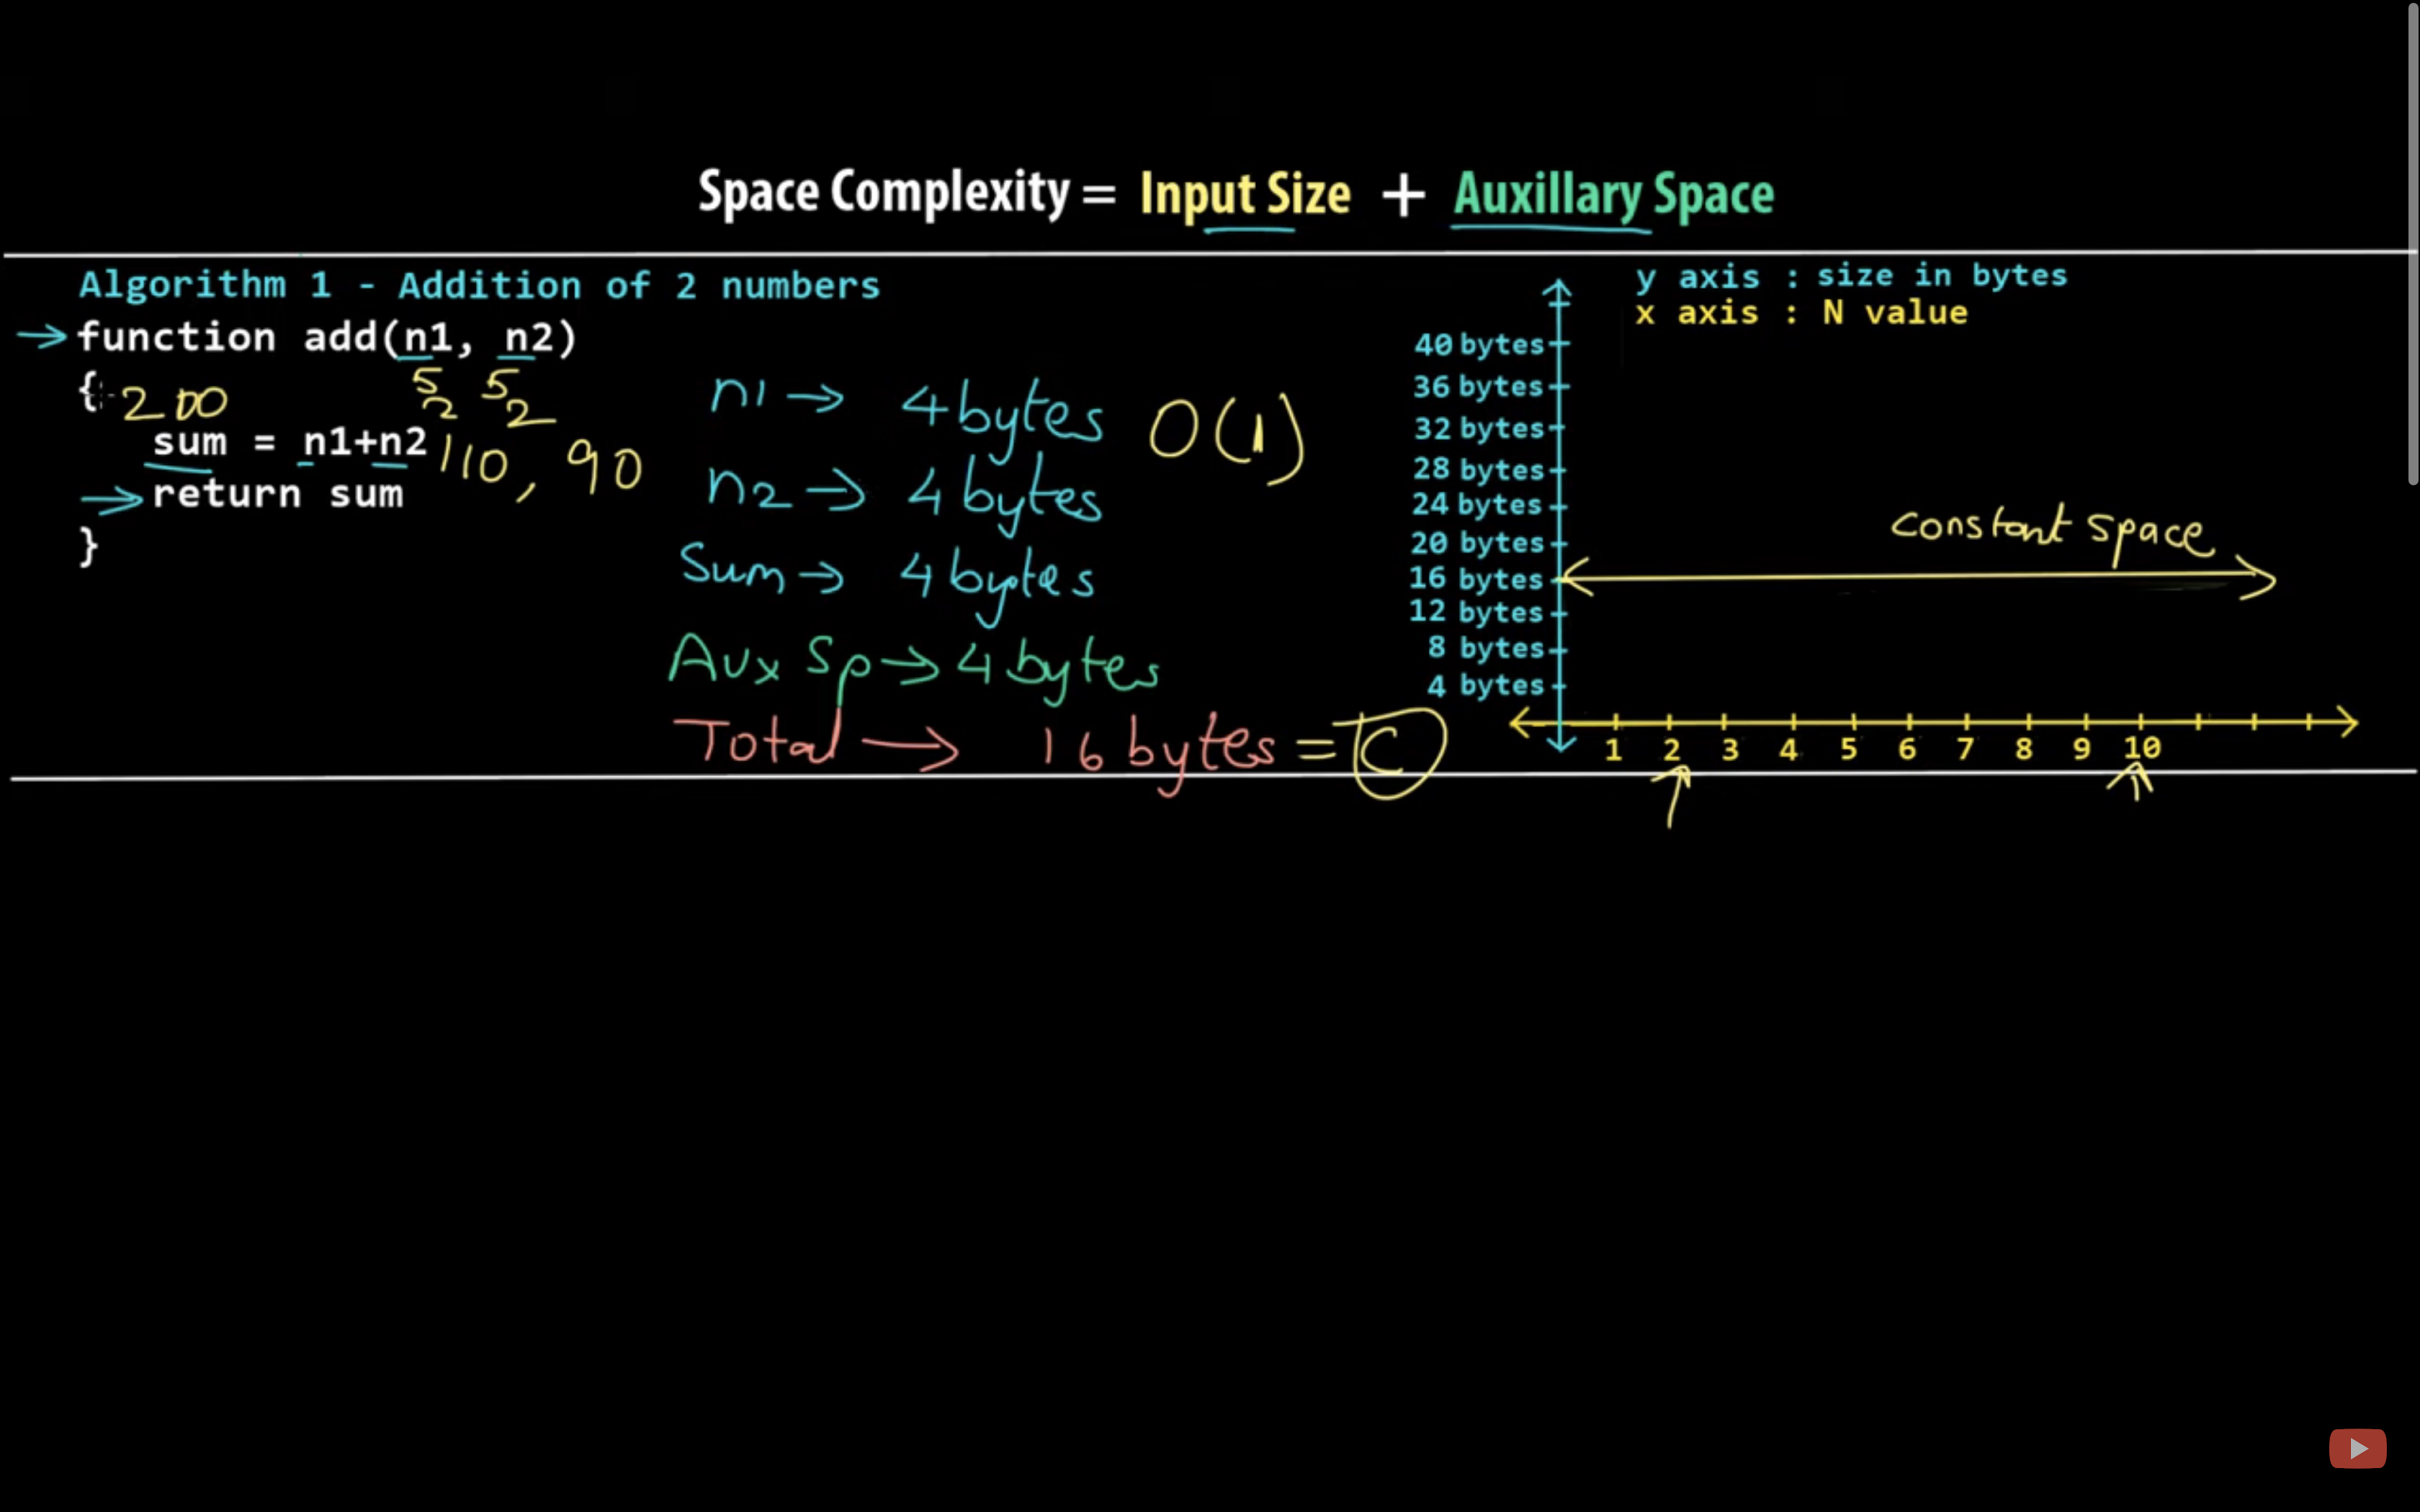 Space Complexity = Input Size + Auxillary Space
Algorithm 1 - Addition of 2 numbers
function add(n1, n2)
{ 200 5 5
2 2
sum = n1+n2 110, 90
return sum
}
n1 → 4 bytes O(1)
n2 → 4 bytes
Sum → 4 bytes
Aux Sp → 4 bytes
Total → 16 bytes = C
y axis : size in bytes
x axis : N value
40 bytes
36 bytes
32 bytes
28 bytes
24 bytes
20 bytes
16 bytes
12 bytes
8 bytes
4 bytes
constant space
1 2 3 4 5 6 7 8 9 10